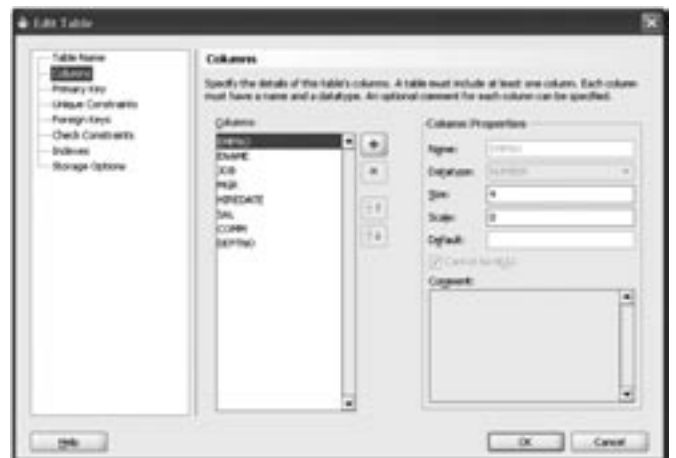 Edit Table
Table Name
Columns
Primary Key
Unique Constraints
Foreign Keys
Check Constraints
Indexes
Storage Options
Columns
Specify the details of this table's columns. A table must include at least one column. Each column
must have a name and a datatype. An optional comment for each column can be specified.
Columns:
EMPNO
ENAME
JOB
MGR
HIREDATE
SAL
COMM
DEPTNO
Column Properties
Name:
EMPNO
Datatype:
NUMBER
Size:
4
Scale:
0
Default:
Cannot be NULL
Comment:
Help
OK
Cancel